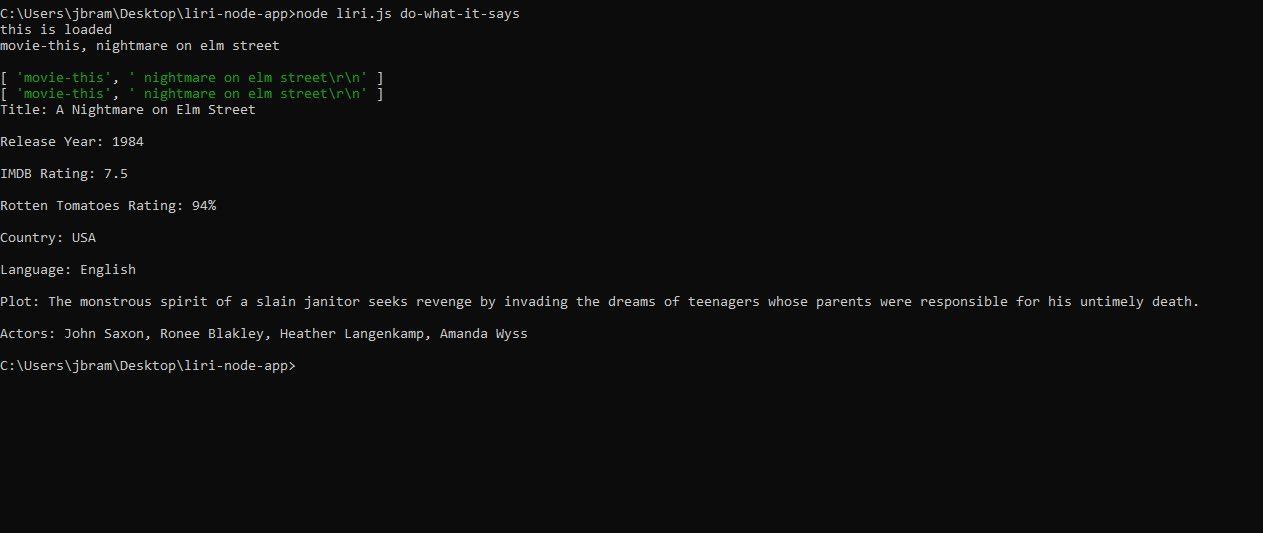 C:\Users\jbram\Desktop\liri-node-app>node liri.js do-what-it-says
this is loaded
movie-this, nightmare on elm street
[ 'movie-this', ' nightmare on elm street\r\n' ]
[ 'movie-this', ' nightmare on elm street\r\n' ]
Title: A Nightmare on Elm Street
Release Year: 1984
IMDB Rating: 7.5
Rotten Tomatoes Rating: 94%
Country: USA
Language: English
Plot: The monstrous spirit of a slain janitor seeks revenge by invading the dreams of teenagers whose parents were responsible for his untimely death.
Actors: John Saxon, Ronee Blakley, Heather Langenkamp, Amanda Wyss
C:\Users\jbram\Desktop\liri-node-app>